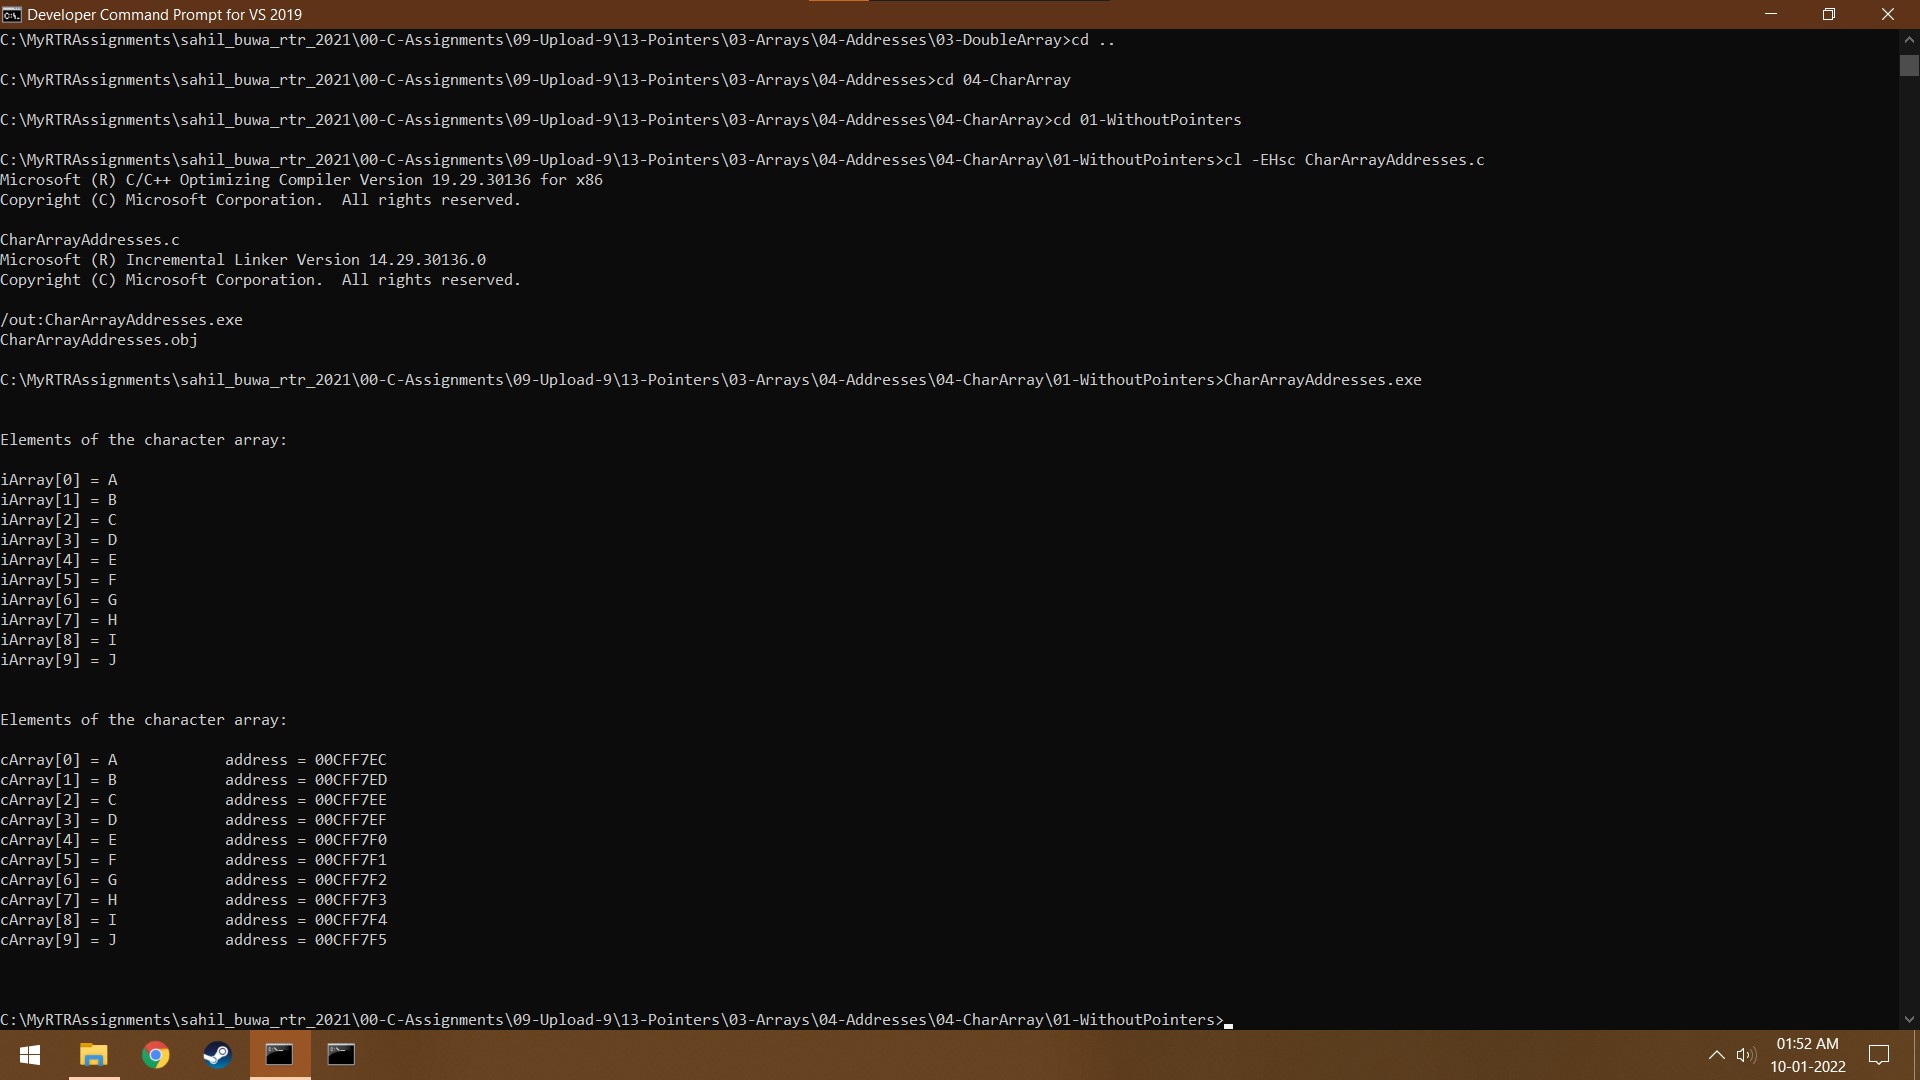 Developer Command Prompt for VS 2019
C:\MyRTRAssignments\sahil_buwa_rtr_2021\00-C-Assignments\09-Upload-9\13-Pointers\03-Arrays\04-Addresses\03-DoubleArray>cd ..
C:\MyRTRAssignments\sahil_buwa_rtr_2021\00-C-Assignments\09-Upload-9\13-Pointers\03-Arrays\04-Addresses>cd 04-CharArray
C:\MyRTRAssignments\sahil_buwa_rtr_2021\00-C-Assignments\09-Upload-9\13-Pointers\03-Arrays\04-Addresses\04-CharArray>cd 01-WithoutPointers
C:\MyRTRAssignments\sahil_buwa_rtr_2021\00-C-Assignments\09-Upload-9\13-Pointers\03-Arrays\04-Addresses\04-CharArray\01-WithoutPointers>cl -EHsc CharArrayAddresses.c
Microsoft (R) C/C++ Optimizing Compiler Version 19.29.30136 for x86
Copyright (C) Microsoft Corporation.  All rights reserved.
CharArrayAddresses.c
Microsoft (R) Incremental Linker Version 14.29.30136.0
Copyright (C) Microsoft Corporation.  All rights reserved.
/out:CharArrayAddresses.exe
CharArrayAddresses.obj
C:\MyRTRAssignments\sahil_buwa_rtr_2021\00-C-Assignments\09-Upload-9\13-Pointers\03-Arrays\04-Addresses\04-CharArray\01-WithoutPointers>CharArrayAddresses.exe
Elements of the character array:
iArray[0] = A
iArray[1] = B
iArray[2] = C
iArray[3] = D
iArray[4] = E
iArray[5] = F
iArray[6] = G
iArray[7] = H
iArray[8] = I
iArray[9] = J
Elements of the character array:
cArray[0] = A            address = 00CFF7EC
cArray[1] = B            address = 00CFF7ED
cArray[2] = C            address = 00CFF7EE
cArray[3] = D            address = 00CFF7EF
cArray[4] = E            address = 00CFF7F0
cArray[5] = F            address = 00CFF7F1
cArray[6] = G            address = 00CFF7F2
cArray[7] = H            address = 00CFF7F3
cArray[8] = I            address = 00CFF7F4
cArray[9] = J            address = 00CFF7F5
C:\MyRTRAssignments\sahil_buwa_rtr_2021\00-C-Assignments\09-Upload-9\13-Pointers\03-Arrays\04-Addresses\04-CharArray\01-WithoutPointers>
01:52 AM
10-01-2022